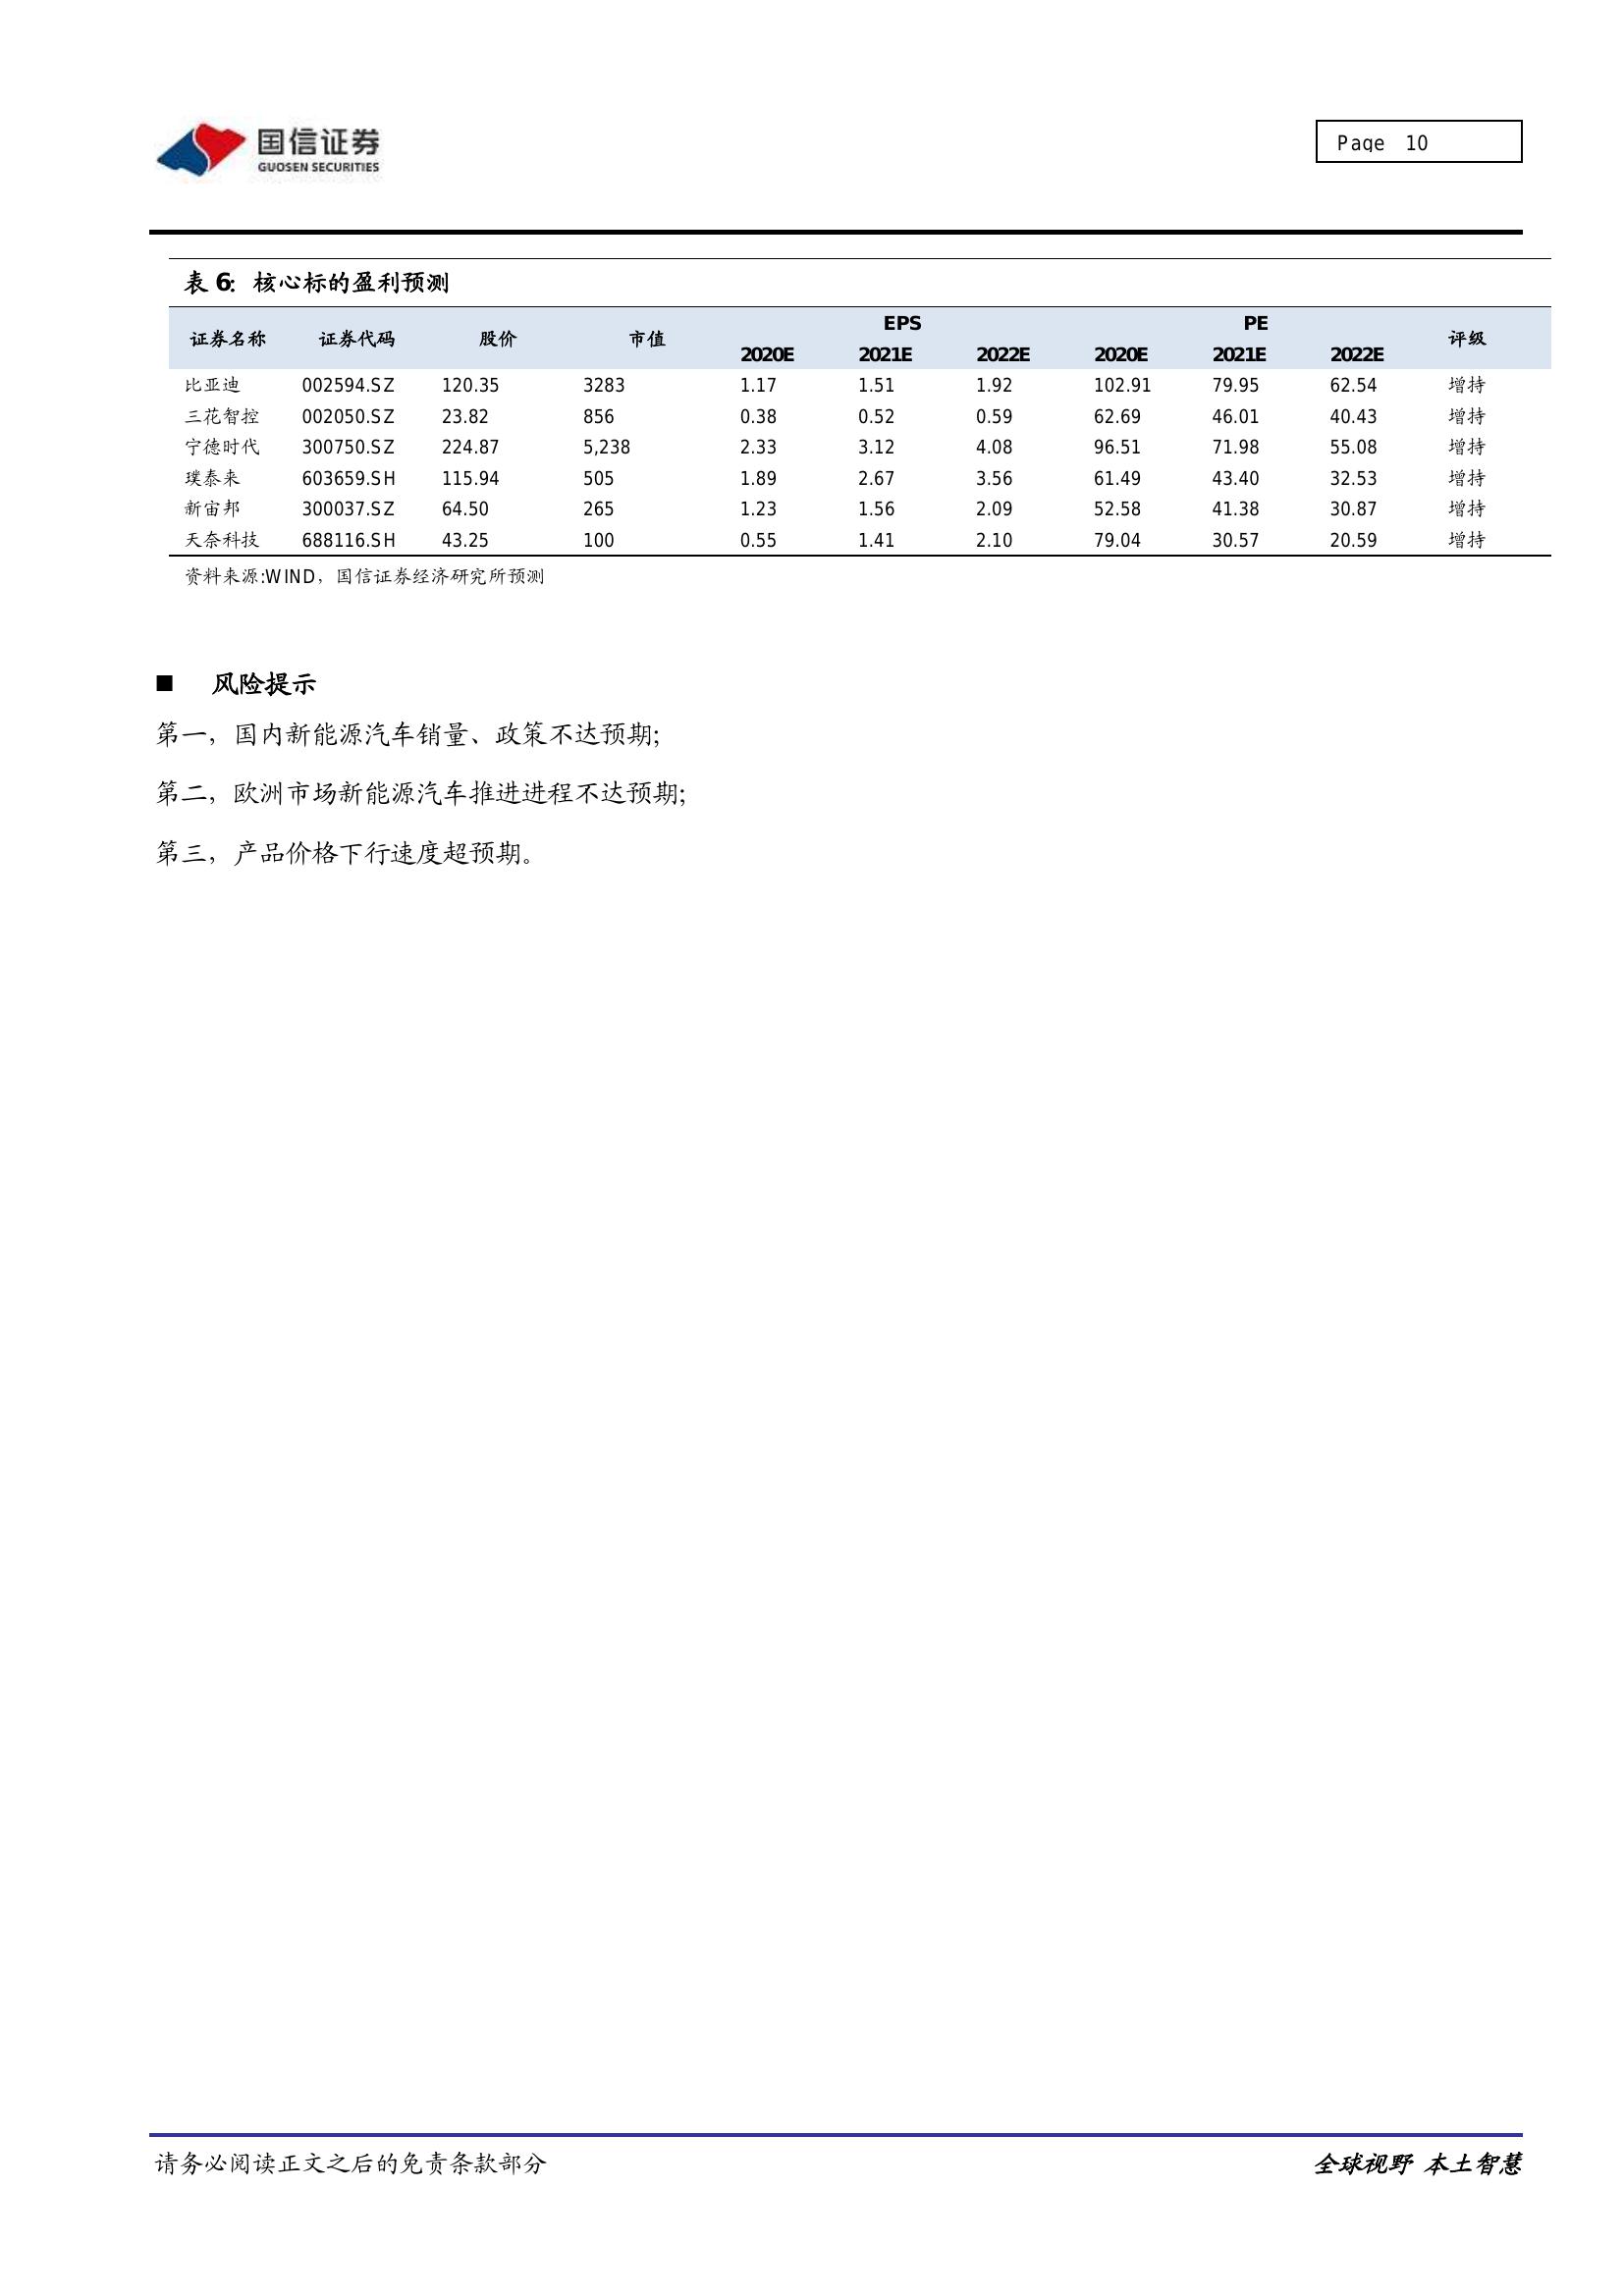 国信证券
GUOSEN SECURITIES
Page 10
表 6: 核心标的盈利预测
证券名称 证券代码 股价 市值 EPS PE 评级
2020E 2021E 2022E 2020E 2021E 2022E
比亚迪 002594.SZ 120.35 3283 1.17 1.51 1.92 102.91 79.95 62.54 增持
三花智控 002050.SZ 23.82 856 0.38 0.52 0.59 62.69 46.01 40.43 增持
宁德时代 300750.SZ 224.87 5,238 2.33 3.12 4.08 96.51 71.98 55.08 增持
璞泰来 603659.SH 115.94 505 1.89 2.67 3.56 61.49 43.40 32.53 增持
新宙邦 300037.SZ 64.50 265 1.23 1.56 2.09 52.58 41.38 30.87 增持
天奈科技 688116.SH 43.25 100 0.55 1.41 2.10 79.04 30.57 20.59 增持
资料来源:WIND，国信证券经济研究所预测
■ 风险提示
第一，国内新能源汽车销量、政策不达预期;
第二，欧洲市场新能源汽车推进进程不达预期;
第三，产品价格下行速度超预期。
请务必阅读正文之后的免责条款部分 全球视野 本土智慧